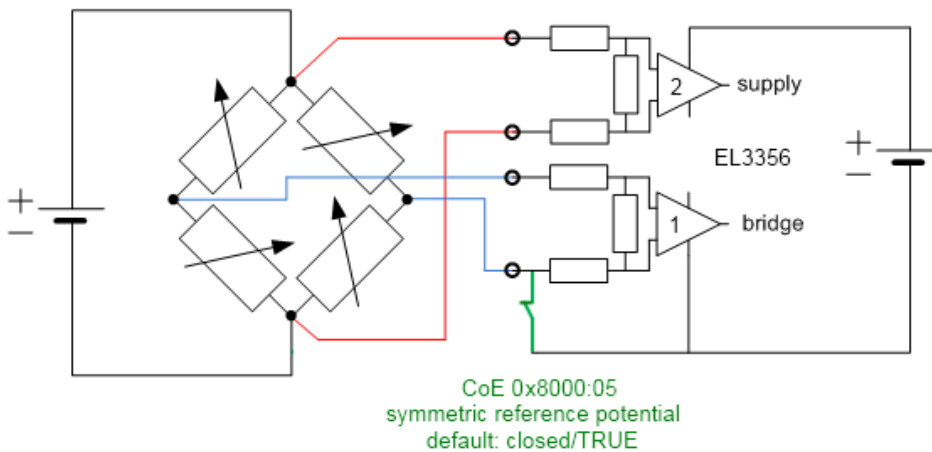 2
supply
EL3356
+
−
+
−
1
bridge
CoE 0x8000:05
symmetric reference potential
default: closed/TRUE